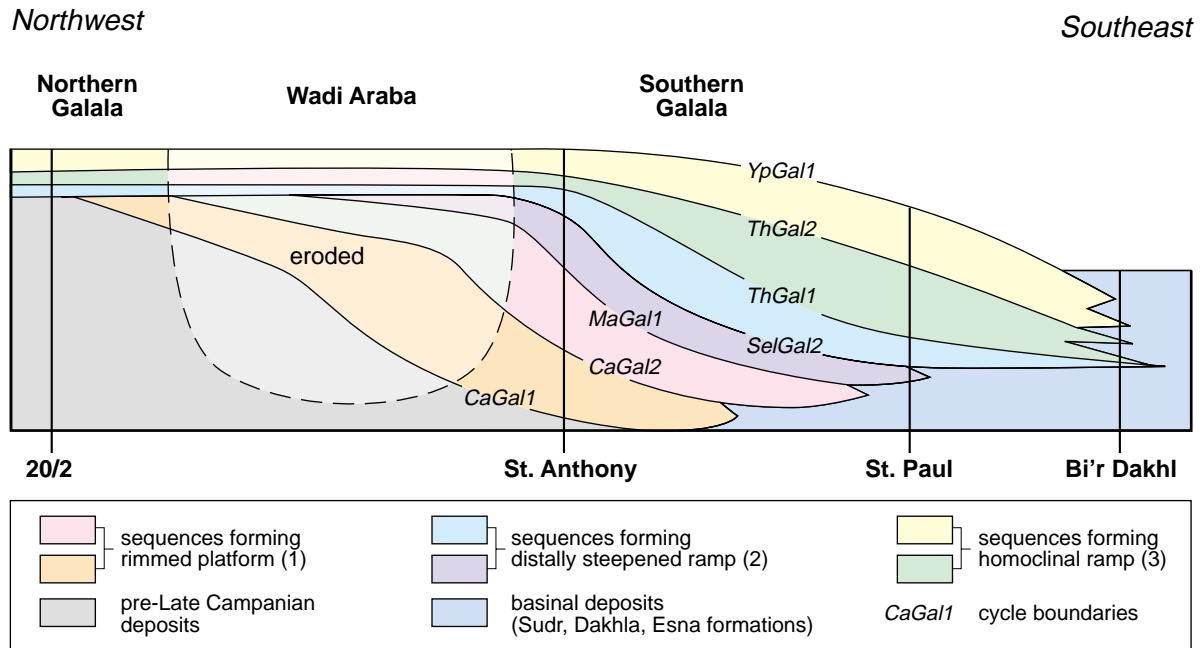 Northwest
Southeast
Northern
Galala
Wadi Araba
Southern
Galala
YpGal1
ThGal2
eroded
ThGal1
MaGal1
SelGal2
CaGal2
CaGal1
20/2
St. Anthony
St. Paul
Bi'r Dakhl
sequences forming
rimmed platform (1)
sequences forming
distally steepened ramp (2)
sequences forming
homoclinal ramp (3)
pre-Late Campanian
deposits
basinal deposits
(Sudr, Dakhla, Esna formations)
CaGal1 cycle boundaries